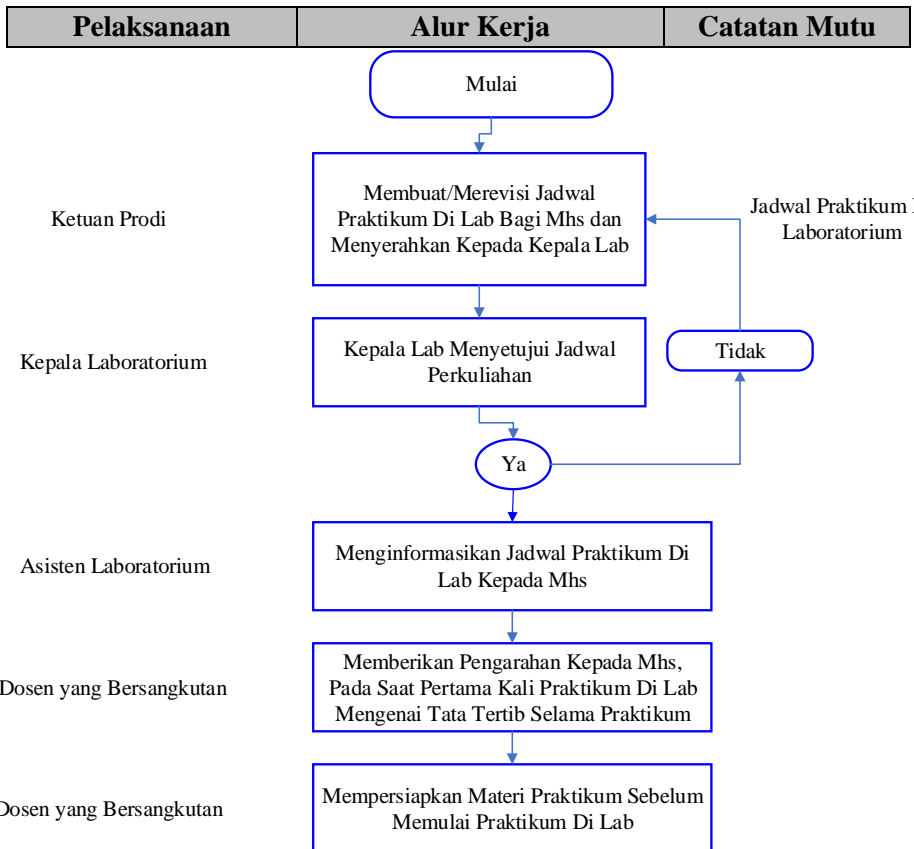 Pelaksanaan
Alur Kerja
Catatan Mutu
Mulai
Ketuan Prodi
Membuat/Merevisi Jadwal
Praktikum Di Lab Bagi Mhs dan
Menyerahkan Kepada Kepala Lab
Jadwal Praktikum
Laboratorium
Kepala Laboratorium
Kepala Lab Menyetujui Jadwal
Perkuliahan
Tidak
Ya
Asisten Laboratorium
Menginformasikan Jadwal Praktikum Di
Lab Kepada Mhs
Dosen yang Bersangkutan
Memberikan Pengarahan Kepada Mhs,
Pada Saat Pertama Kali Praktikum Di Lab
Mengenai Tata Tertib Selama Praktikum
Dosen yang Bersangkutan
Mempersiapkan Materi Praktikum Sebelum
Memulai Praktikum Di Lab